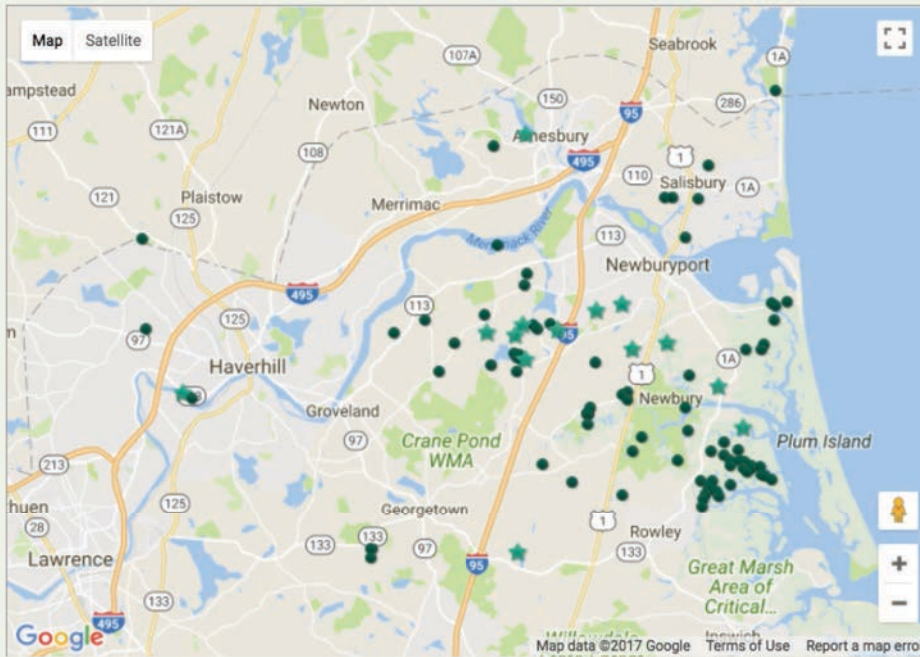 Map Satellite
Seabrook
1A
107A
ampstead
Newton
150
95
286
111
121A
Amesbury
108
495
1
110
Salisbury
1A
121
Plaistow
125
Merrimac
Merrimack River
113
Newburyport
495
113
125
95
97
1A
Haverhill
1
Newbury
Groveland
97
Crane Pond
WMA
Plum Island
213
125
Georgetown
28
1
Rowley
133
133
97
133
Lawrence
95
Great Marsh
Area of
Critical...
133
495
Google
Map data ©2017 Google Terms of Use Report a map erro